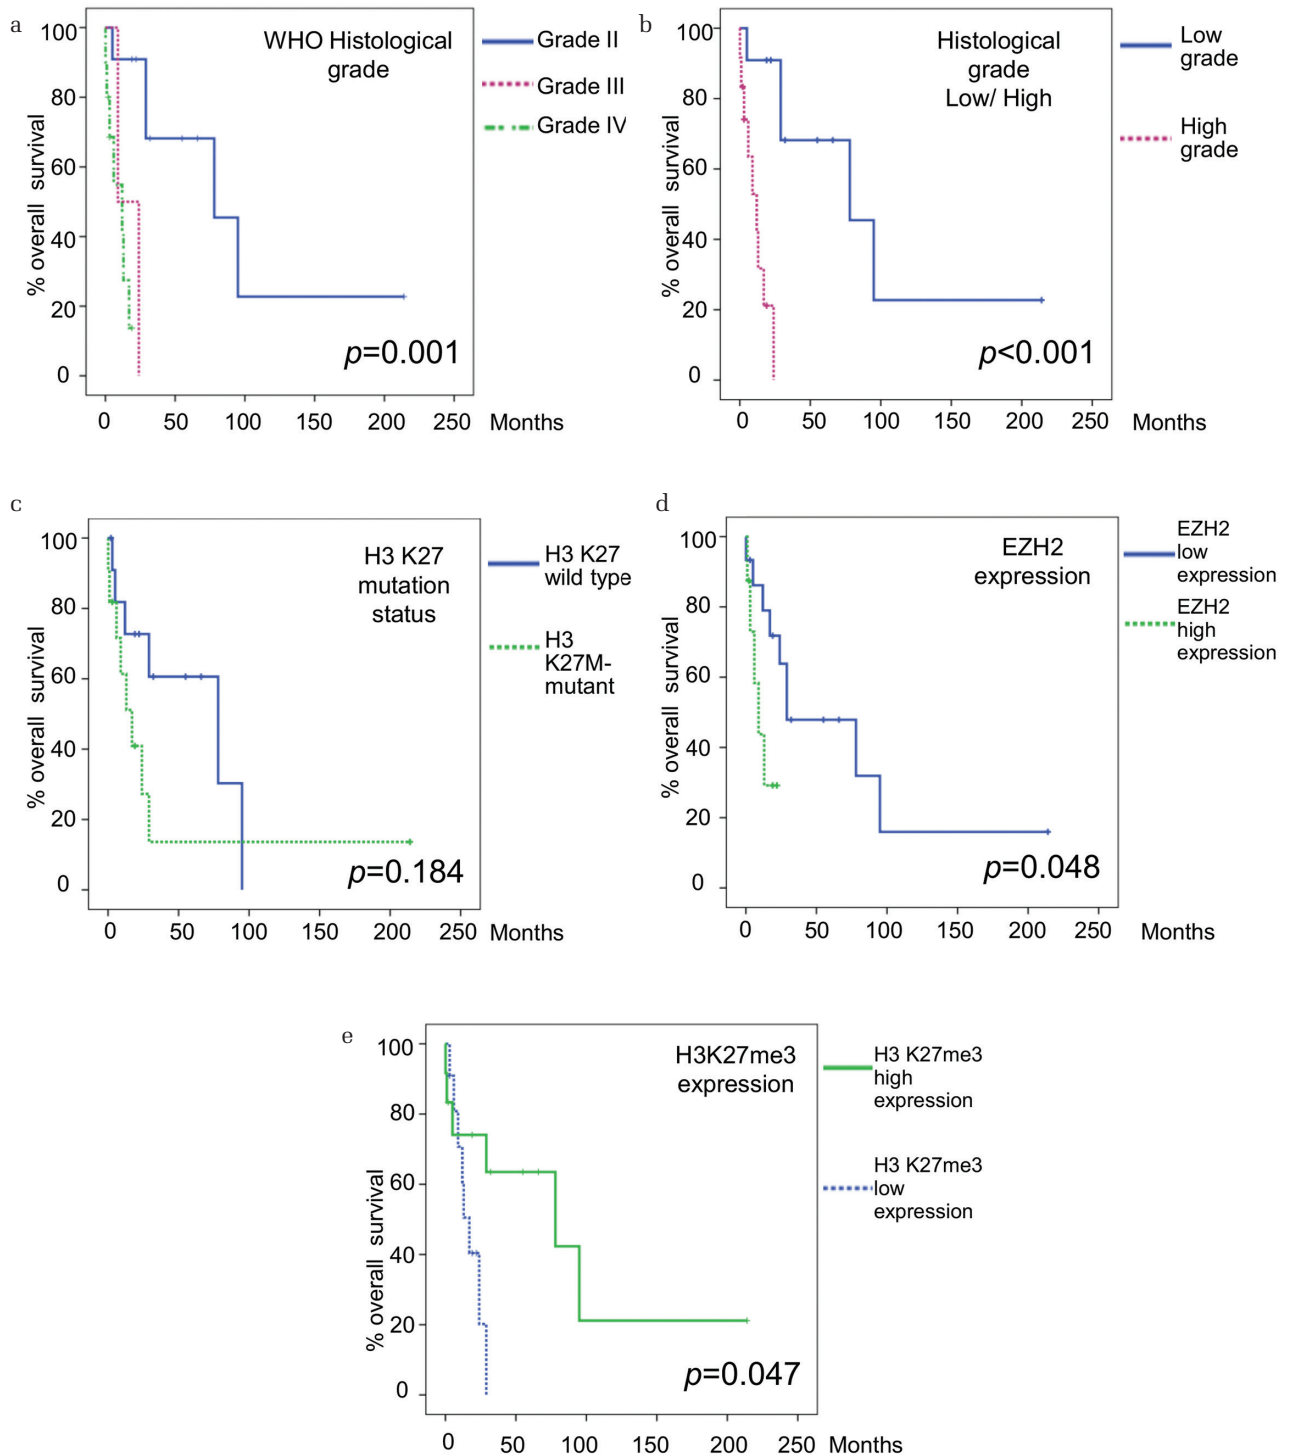 a
WHO Histological
grade
Grade II
Grade III
Grade IV
% overall survival
100
80
60
40
20
0
p=0.001
0 50 100 150 200 250 Months
b
Histological
grade
Low/ High
Low
grade
High
grade
% overall survival
100
80
60
40
20
0
p<0.001
0 50 100 150 200 250 Months
c
H3 K27
mutation
status
H3 K27
wild type
H3
K27M-
mutant
% overall survival
100
80
60
40
20
0
p=0.184
0 50 100 150 200 250 Months
d
EZH2
expression
EZH2
low
expression
EZH2
high
expression
% overall survival
100
80
60
40
20
0
p=0.048
0 50 100 150 200 250 Months
e
H3K27me3
expression
H3 K27me3
high
expression
H3 K27me3
low
expression
% overall survival
100
80
60
40
20
0
p=0.047
0 50 100 150 200 250 Months